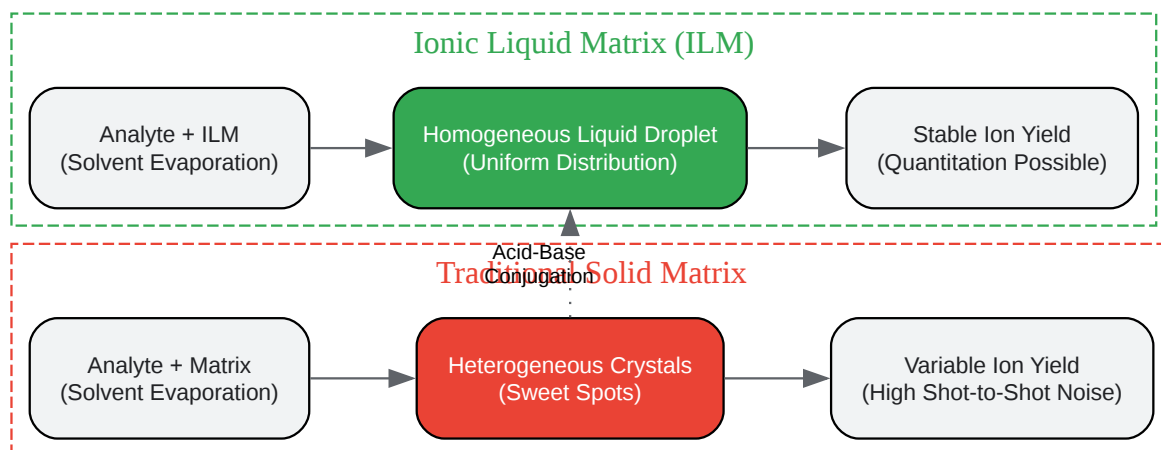 Ionic Liquid Matrix (ILM)
Analyte + ILM
(Solvent Evaporation)
Homogeneous Liquid Droplet
(Uniform Distribution)
Stable Ion Yield
(Quantitation Possible)
Acid-Base
Conjugation
Traditional Solid Matrix
Analyte + Matrix
(Solvent Evaporation)
Heterogeneous Crystals
(Sweet Spots)
Variable Ion Yield
(High Shot-to-Shot Noise)